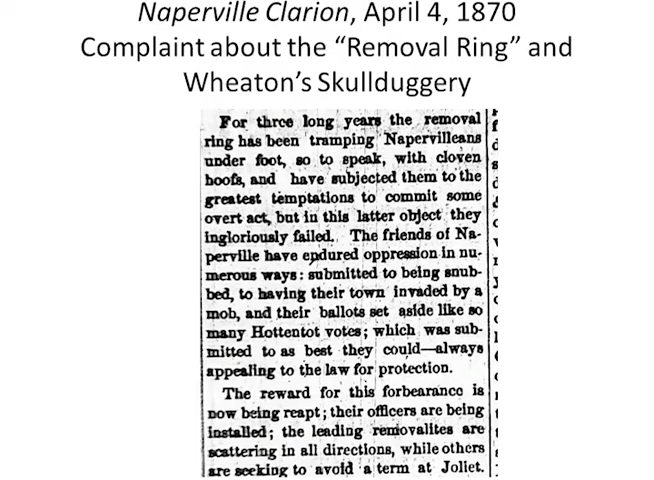 Naperville Clarion, April 4, 1870
Complaint about the “Removal Ring” and
Wheaton’s Skullduggery
For three long years the removal
ring has been tramping Napervilleans
under foot, so to speak, with cloven
hoofs, and have subjected them to the
greatest temptations to commit some
overt act, but in this latter object they
ingloriously failed. The friends of Na-
perville have endured oppression in nu-
merous ways: submitted to being snub-
bed, to having their town invaded by a
mob, and their ballots set aside like so
many Hottentot votes; which was sub-
mitted to as best they could—always
appealing to the law for protection.
The reward for this forbearance is
now being reapt; their officers are being
installed; the leading removalites are
scattering in all directions, while others
are seeking to avoid a term at Joliet.